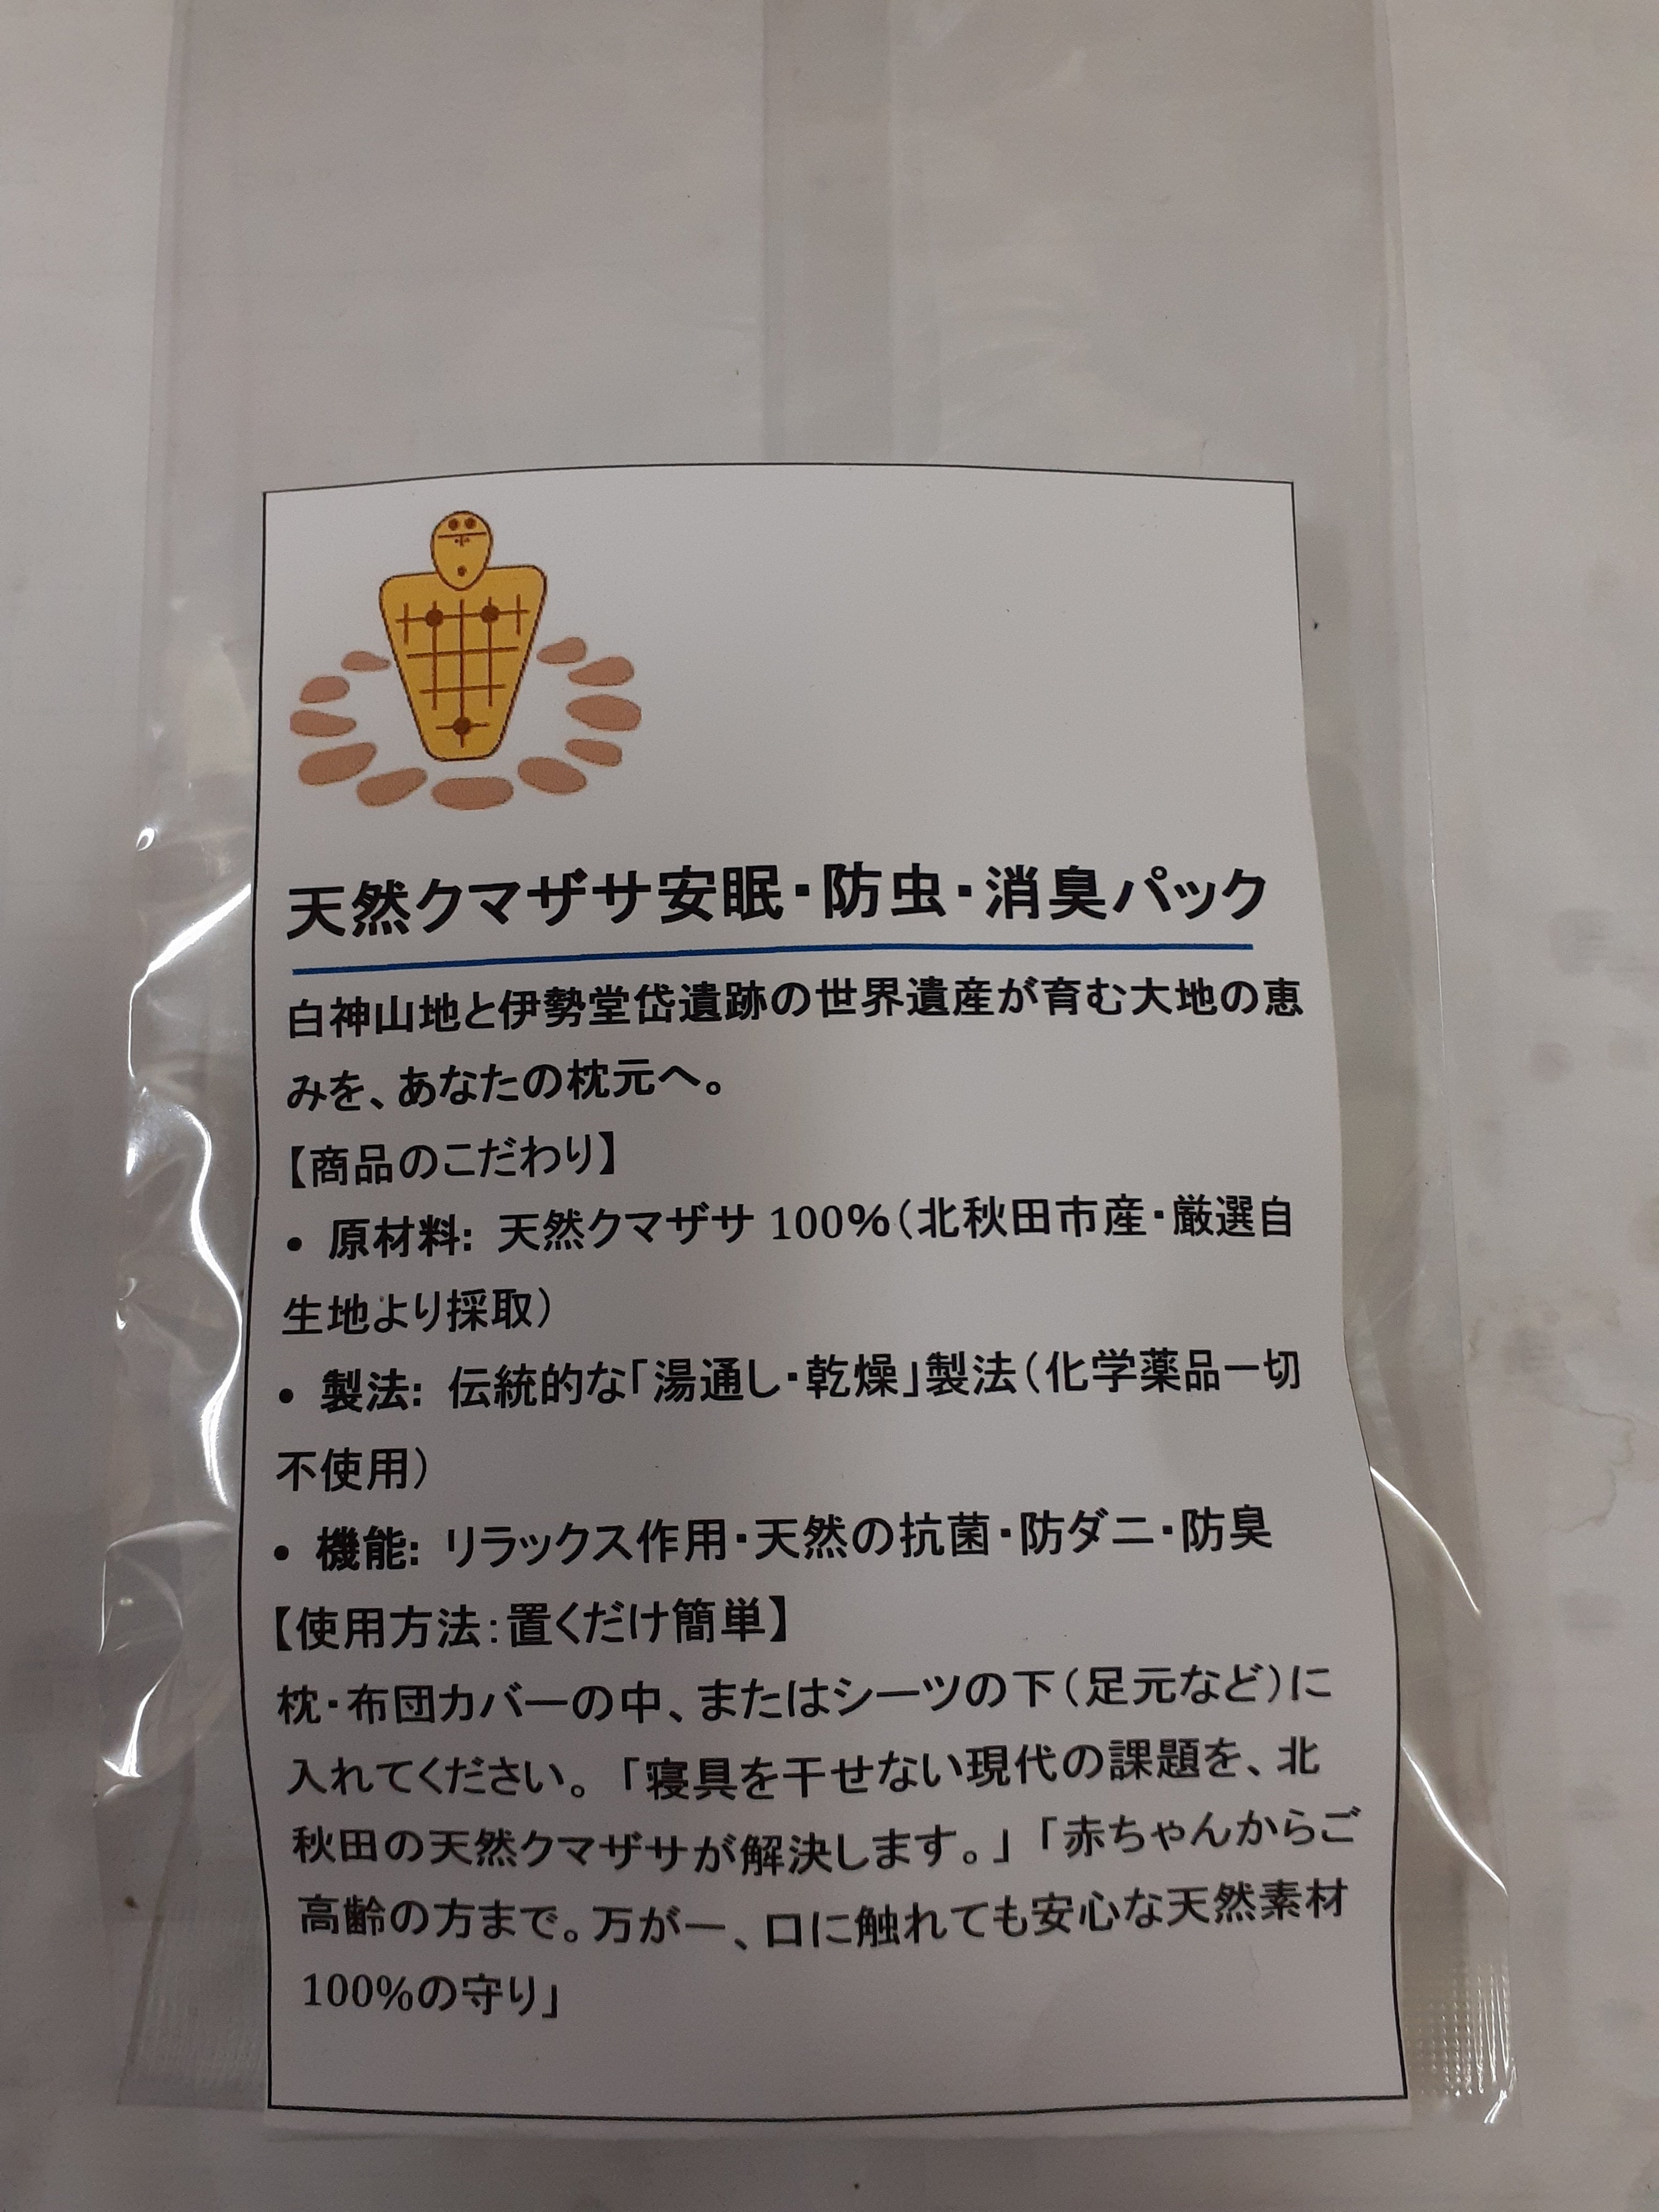 天然クマザサ安眠・防虫・消臭パック
白神山地と伊勢堂岱遺跡の世界遺産が育む大地の恵
みを、あなたの枕元へ。
【商品のこだわり】
• 原材料: 天然クマザサ 100%(北秋田市産・厳選自
生地より採取)
• 製法: 伝統的な「湯通し・乾燥」製法(化学薬品一切
不使用)
• 機能: リラックス作用・天然の抗菌・防ダニ・防臭
【使用方法:置くだけ簡単】
枕・布団カバーの中、またはシーツの下(足元など)に
入れてください。「寝具を干せない現代の課題を、北
秋田の天然クマザサが解決します。」「赤ちゃんからご
高齢の方まで。万が一、口に触れても安心な天然素材
100%の守り」